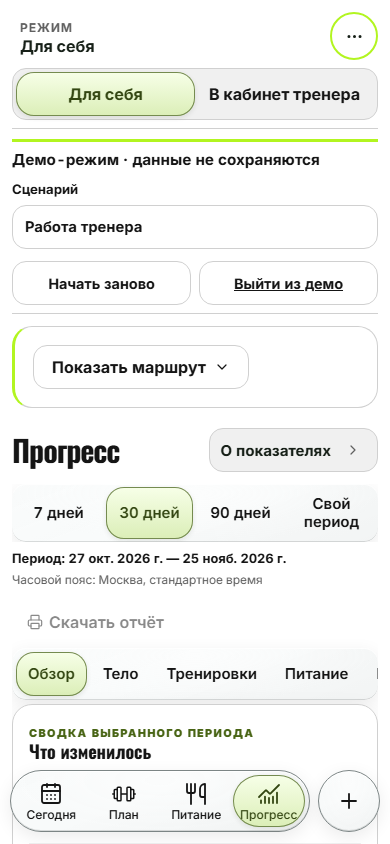 РЕЖИМ
Для себя
Для себя
В кабинет тренера
Демо-режим · данные не сохраняются
Сценарий
Работа тренера
Начать заново
Выйти из демо
Показать маршрут
Прогресс
О показателях
7 дней
30 дней
90 дней
Свой
период
Период: 27 окт. 2026 г. — 25 нояб. 2026 г.
Часовой пояс: Москва, стандартное время
Скачать отчёт
Обзор
Тело
Тренировки
Питание
СВОДКА ВЫБРАННОГО ПЕРИОДА
Что изменилось
Сегодня
План
Питание
Прогресс